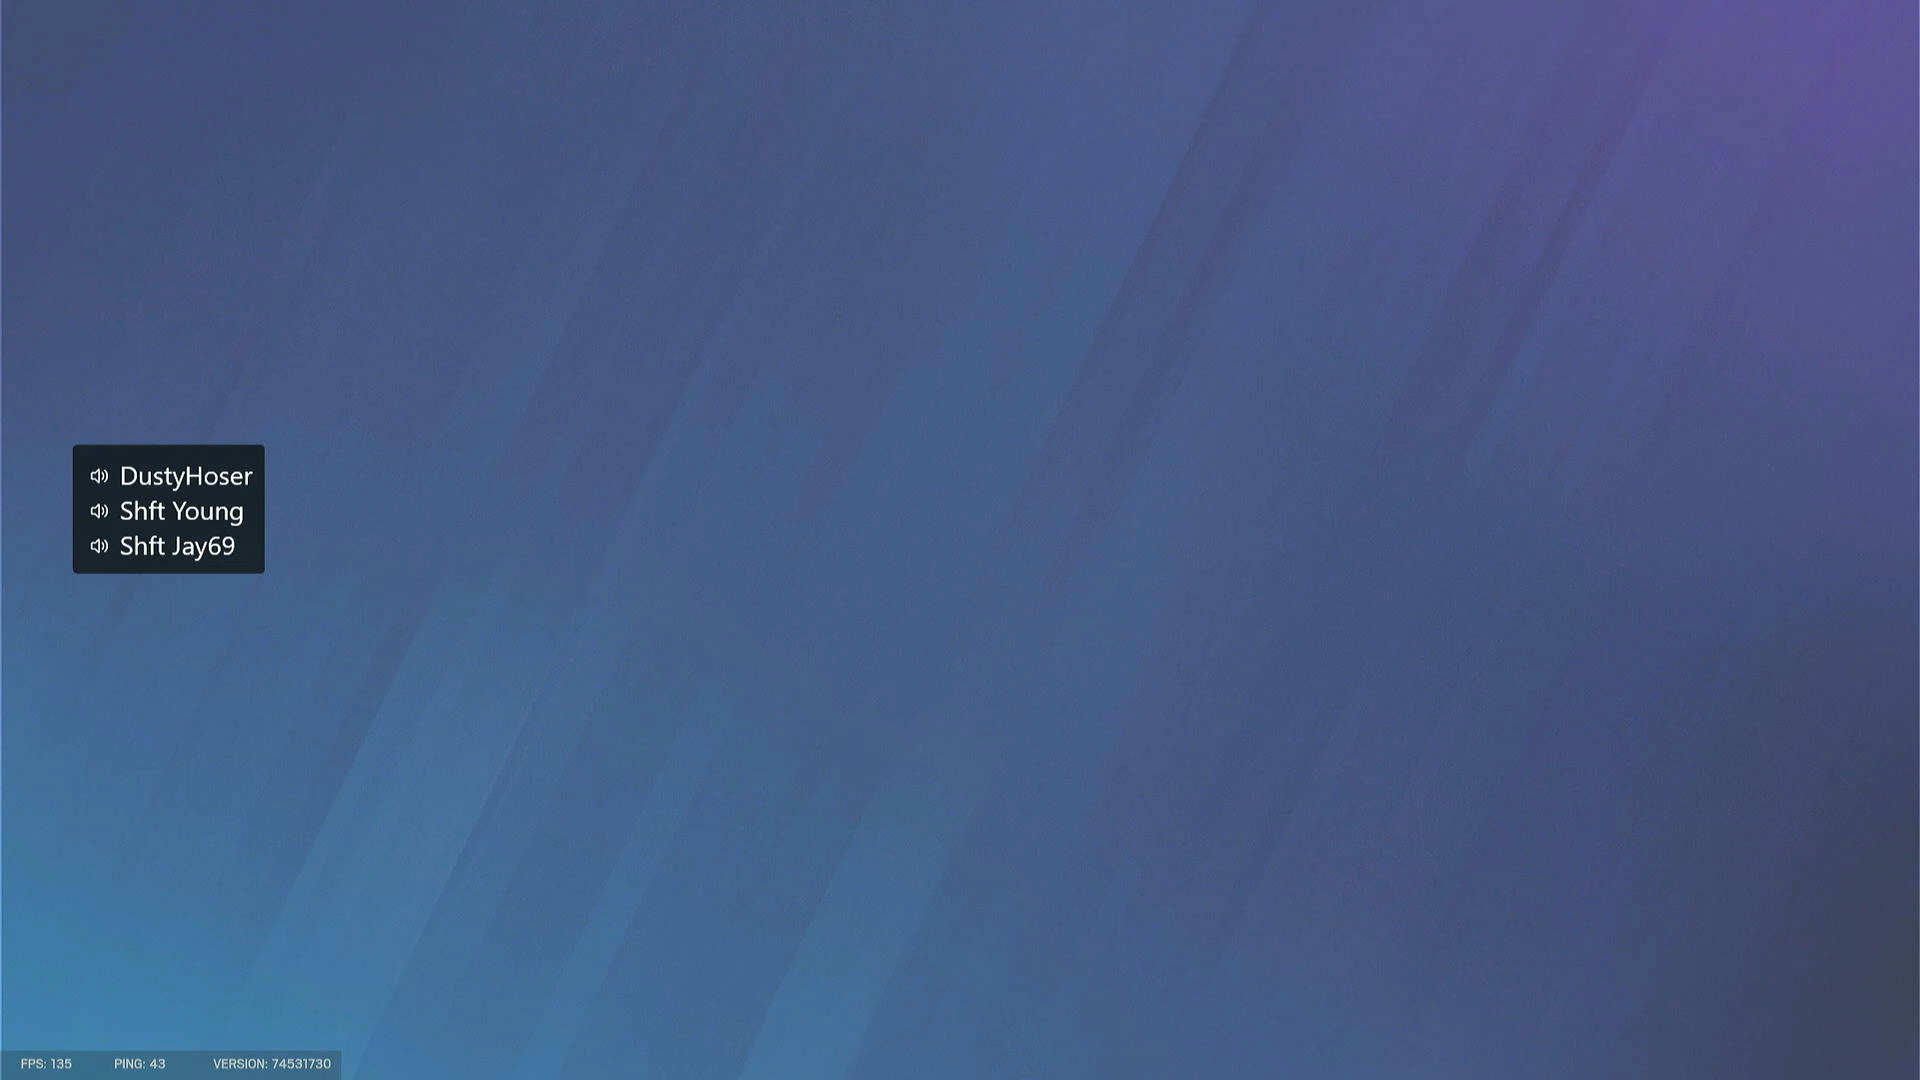 DustyHoser
Shft Young
Shft Jay69
FPS: 135 PING: 43 VERSION: 74531730